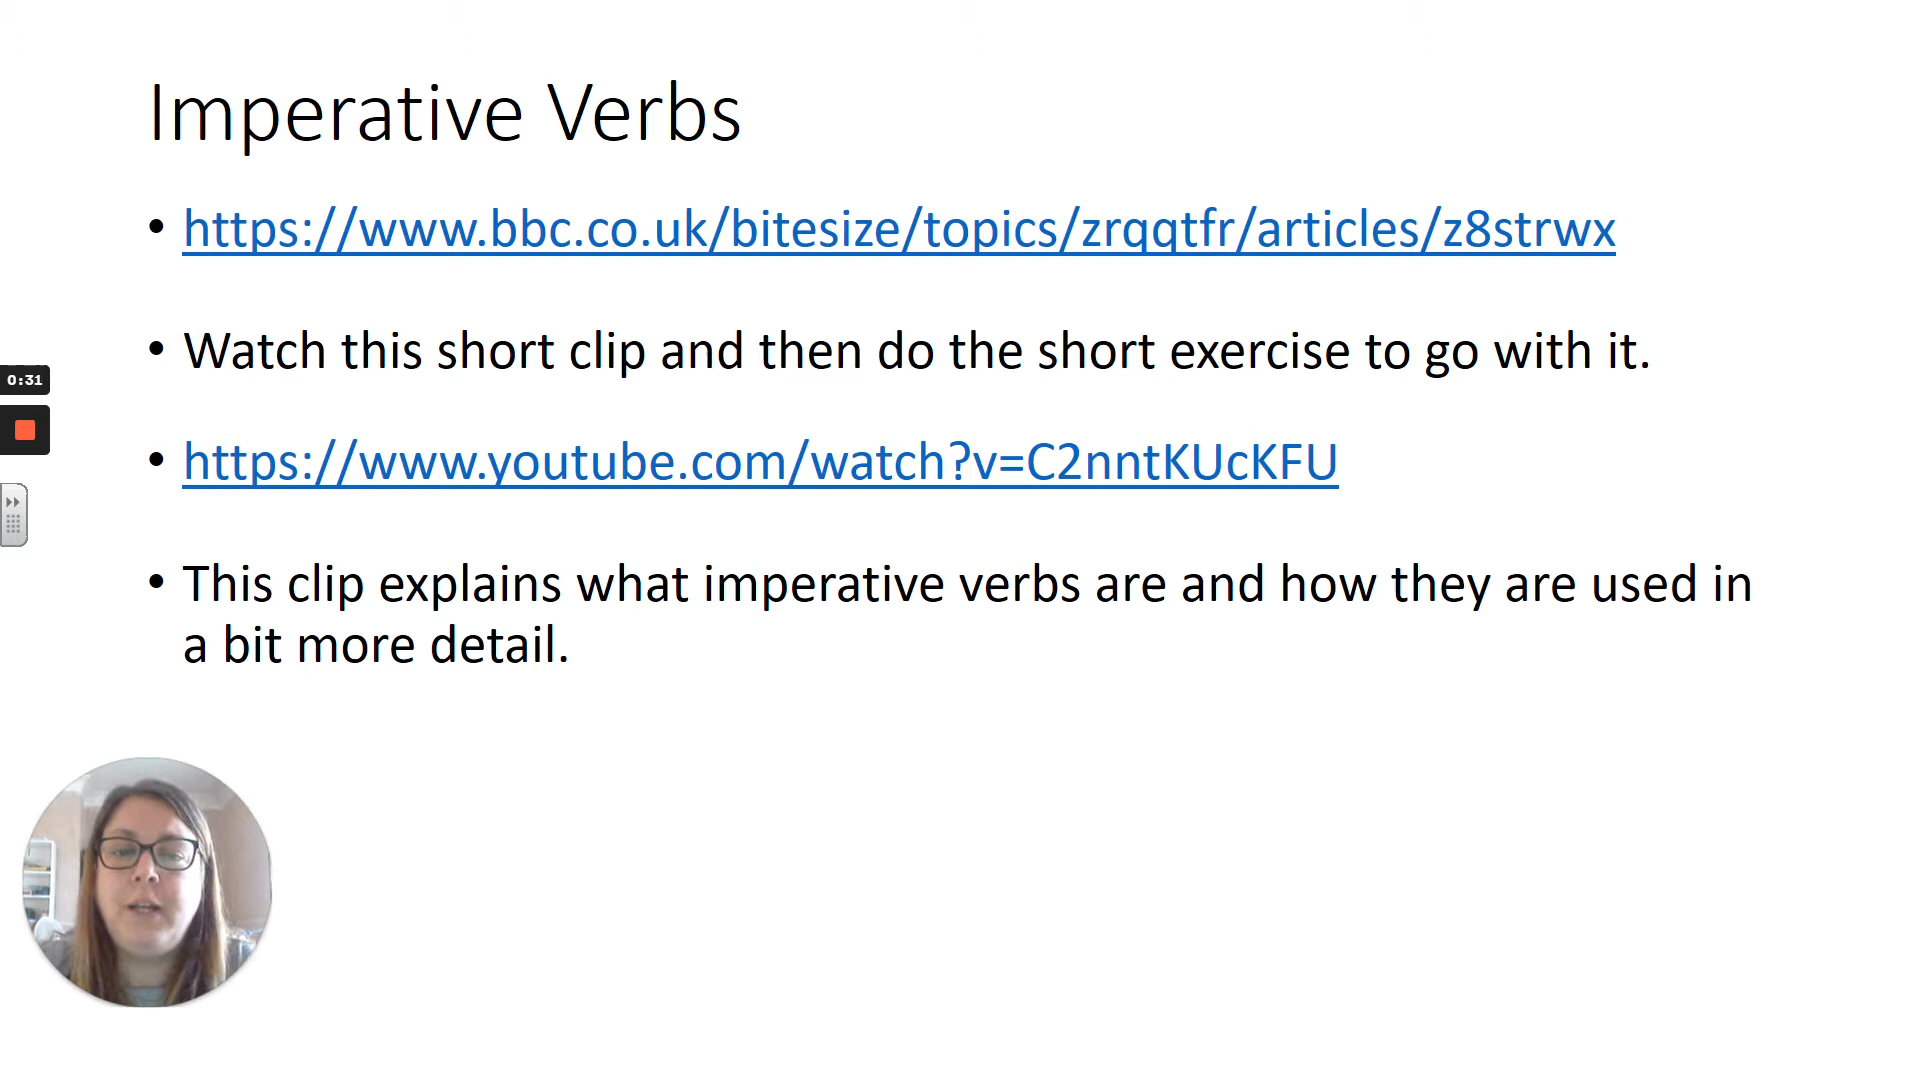 Imperative Verbs
• https://www.bbc.co.uk/bitesize/topics/zrqqtfr/articles/z8strwx
• Watch this short clip and then do the short exercise to go with it.
0:31
• https://www.youtube.com/watch?v=C2nntKUcKFU
• This clip explains what imperative verbs are and how they are used in
a bit more detail.